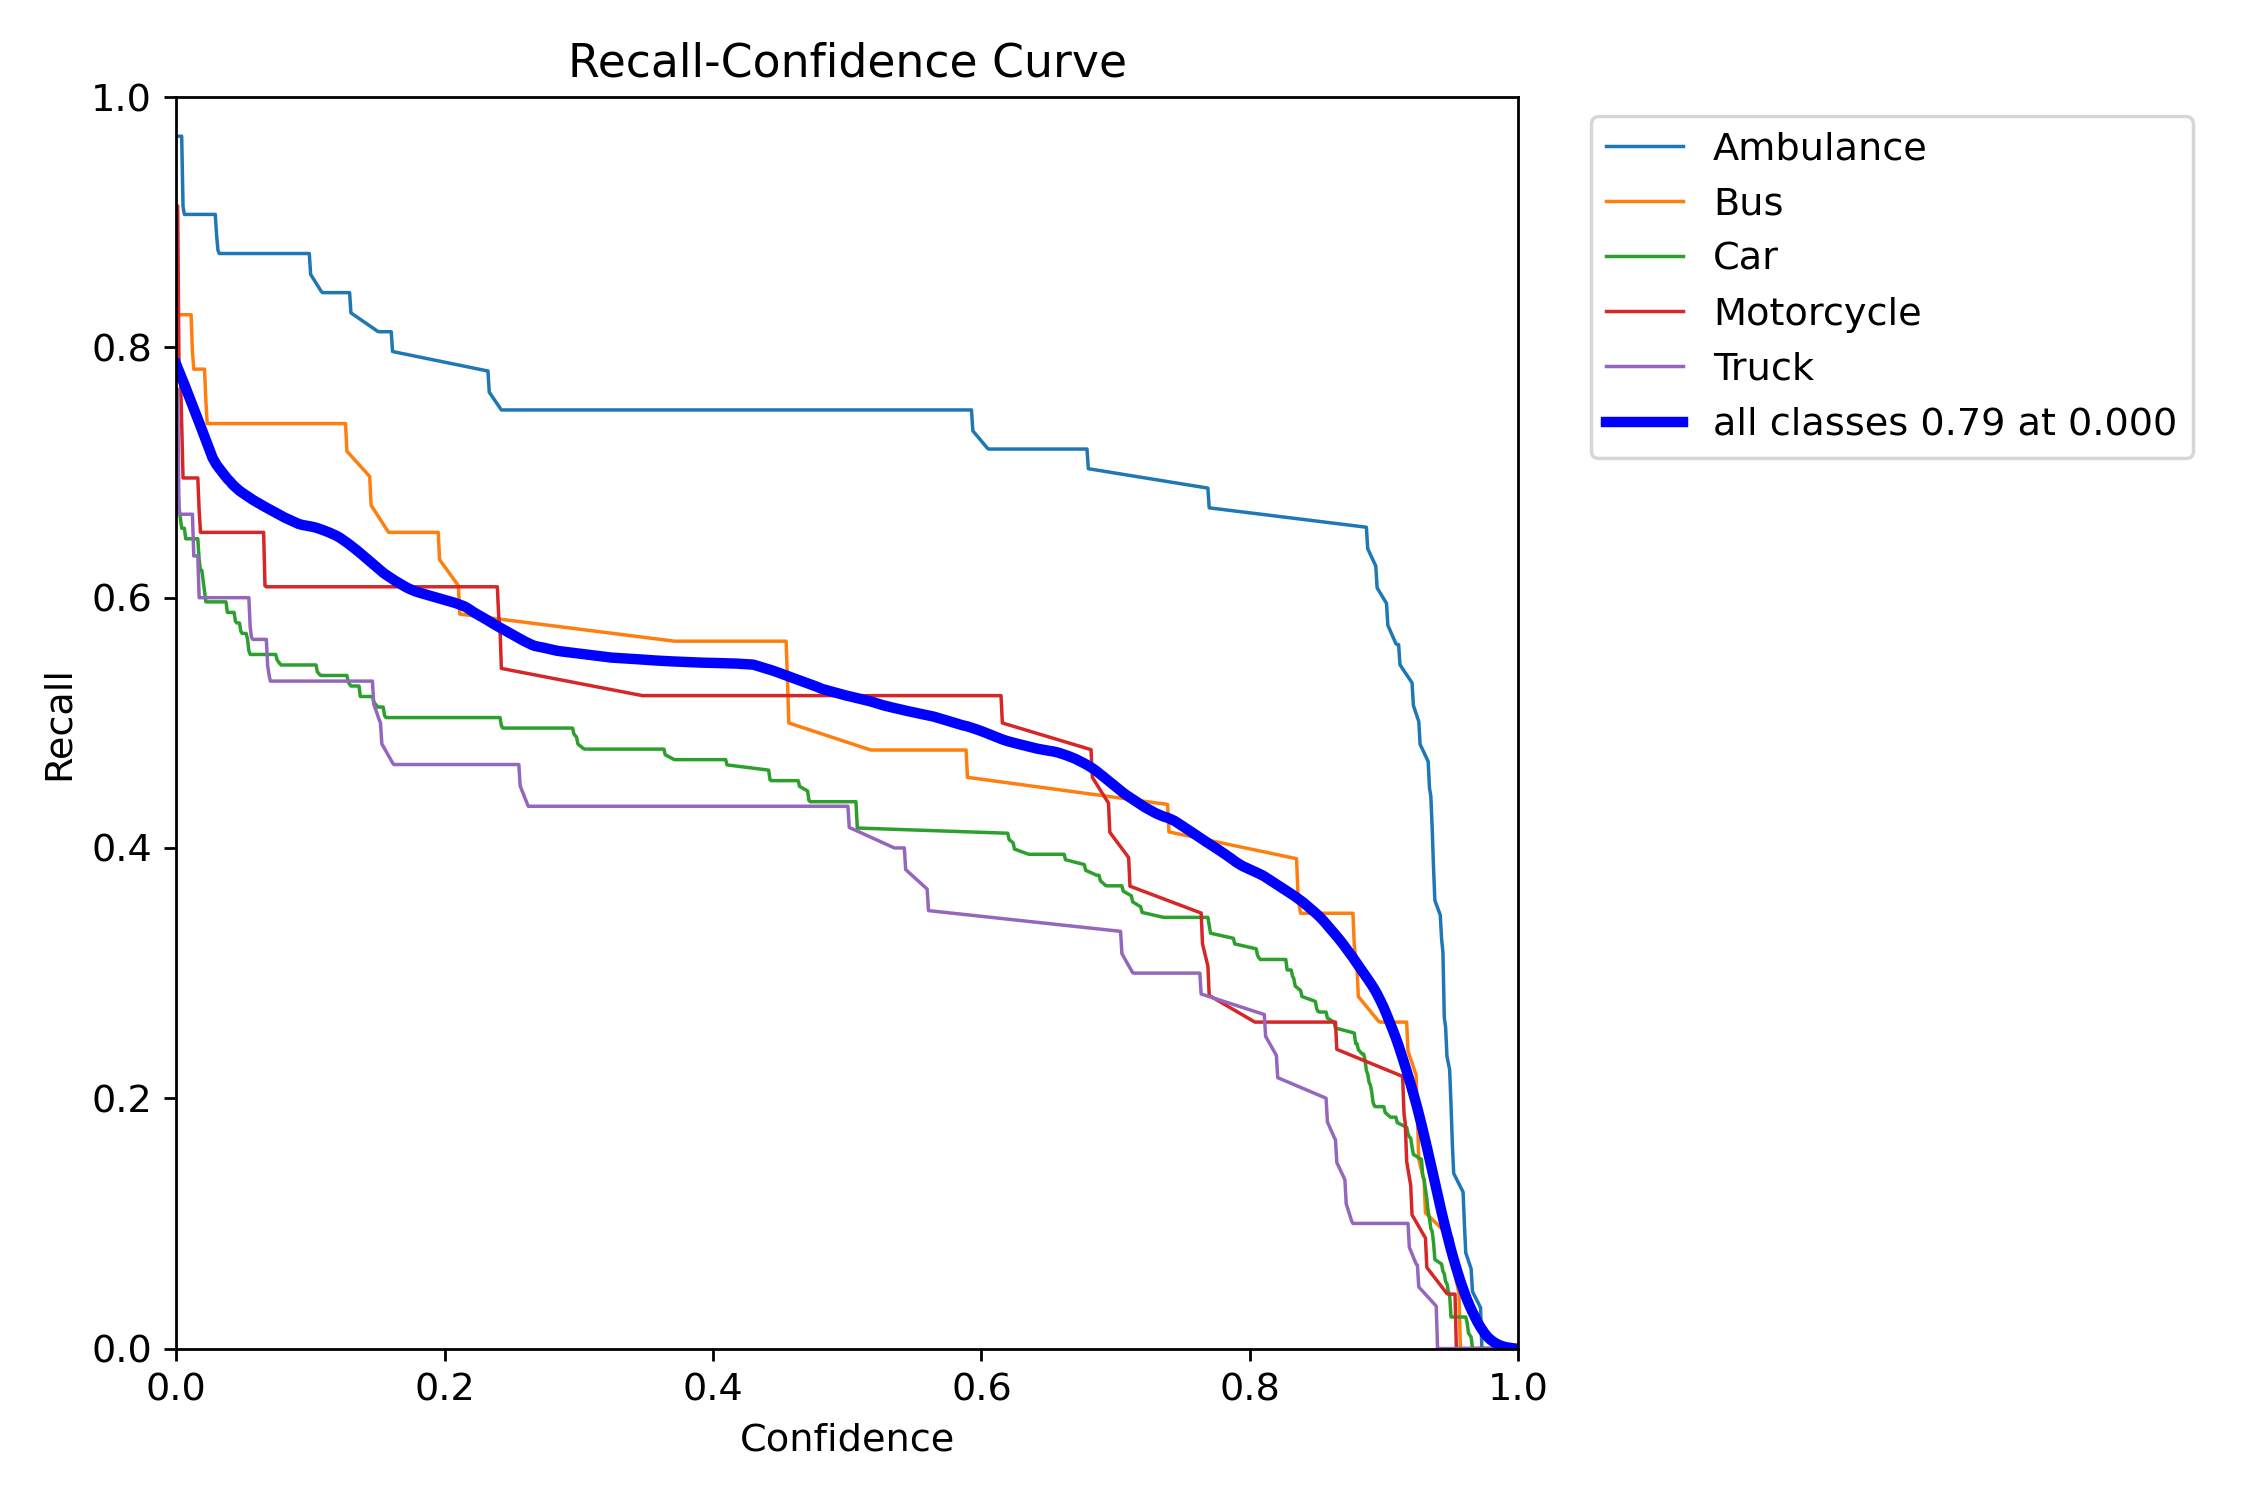 Recall-Confidence Curve
1.0
0.8
0.6
0.4
0.2
0.0
Recall
0.0 0.2 0.4 0.6 0.8 1.0
Confidence
Ambulance
Bus
Car
Motorcycle
Truck
all classes 0.79 at 0.000